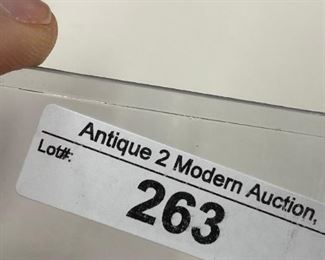 Antique 2 Modern Auction,
Lot#:
263